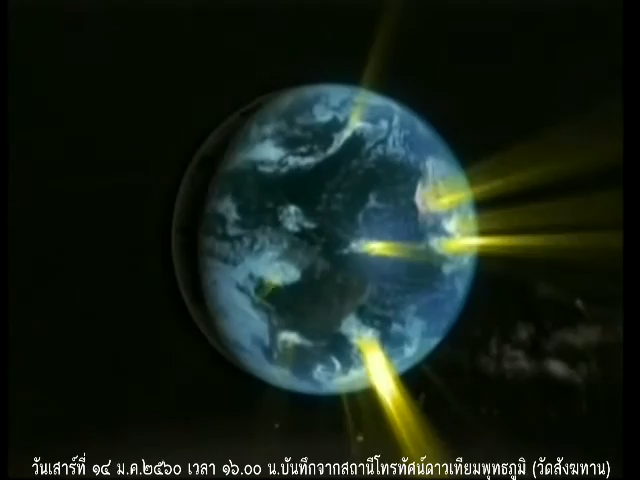 วันเสาร์ที่ ๑๔ ม.ค.๒๕๖๐ เวลา ๑๖.๐๐ น.บันทึกจากสถานีโทรทัศน์ดาวเทียมพุทธภูมิ (วัดสังฆทาน)